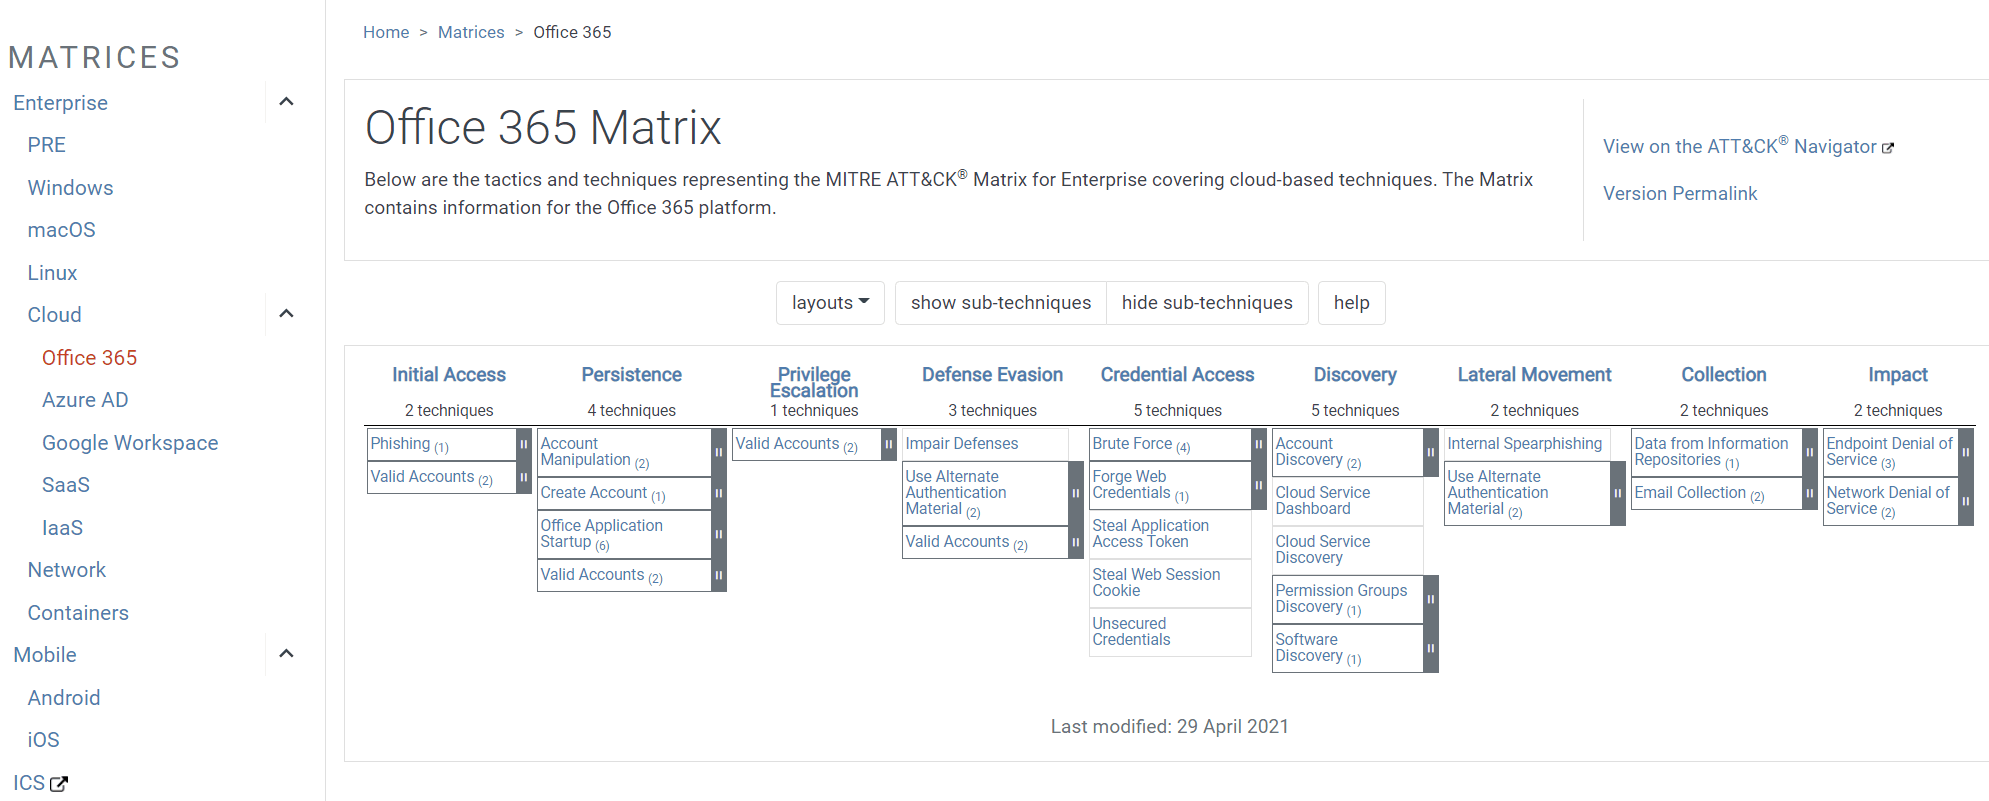 MATRICES
Enterprise
PRE
Windows
macOS
Linux
Cloud
Office 365
Azure AD
Google Workspace
SaaS
IaaS
Network
Containers
Mobile
Android
iOS
ICS
Home > Matrices > Office 365
Office 365 Matrix
Below are the tactics and techniques representing the MITRE ATT&CK® Matrix for Enterprise covering cloud-based techniques. The Matrix
contains information for the Office 365 platform.
View on the ATT&CK® Navigator
Version Permalink
layouts
show sub-techniques
hide sub-techniques
help
Initial Access
2 techniques
Phishing (1)
Valid Accounts (2)
Persistence
4 techniques
Account
Manipulation (2)
Create Account (1)
Office Application
Startup (6)
Valid Accounts (2)
Privilege
Escalation
1 techniques
Valid Accounts (2)
Defense Evasion
3 techniques
Impair Defenses
Use Alternate
Authentication
Material (2)
Valid Accounts (2)
Credential Access
5 techniques
Brute Force (4)
Forge Web
Credentials (1)
Steal Application
Access Token
Steal Web Session
Cookie
Unsecured
Credentials
Discovery
5 techniques
Account
Discovery (2)
Cloud Service
Dashboard
Cloud Service
Discovery
Permission Groups
Discovery (1)
Software
Discovery (1)
Lateral Movement
2 techniques
Internal Spearphishing
Use Alternate
Authentication
Material (2)
Collection
2 techniques
Data from Information
Repositories (1)
Email Collection (2)
Impact
2 techniques
Endpoint Denial of
Service (3)
Network Denial of
Service (2)
Last modified: 29 April 2021